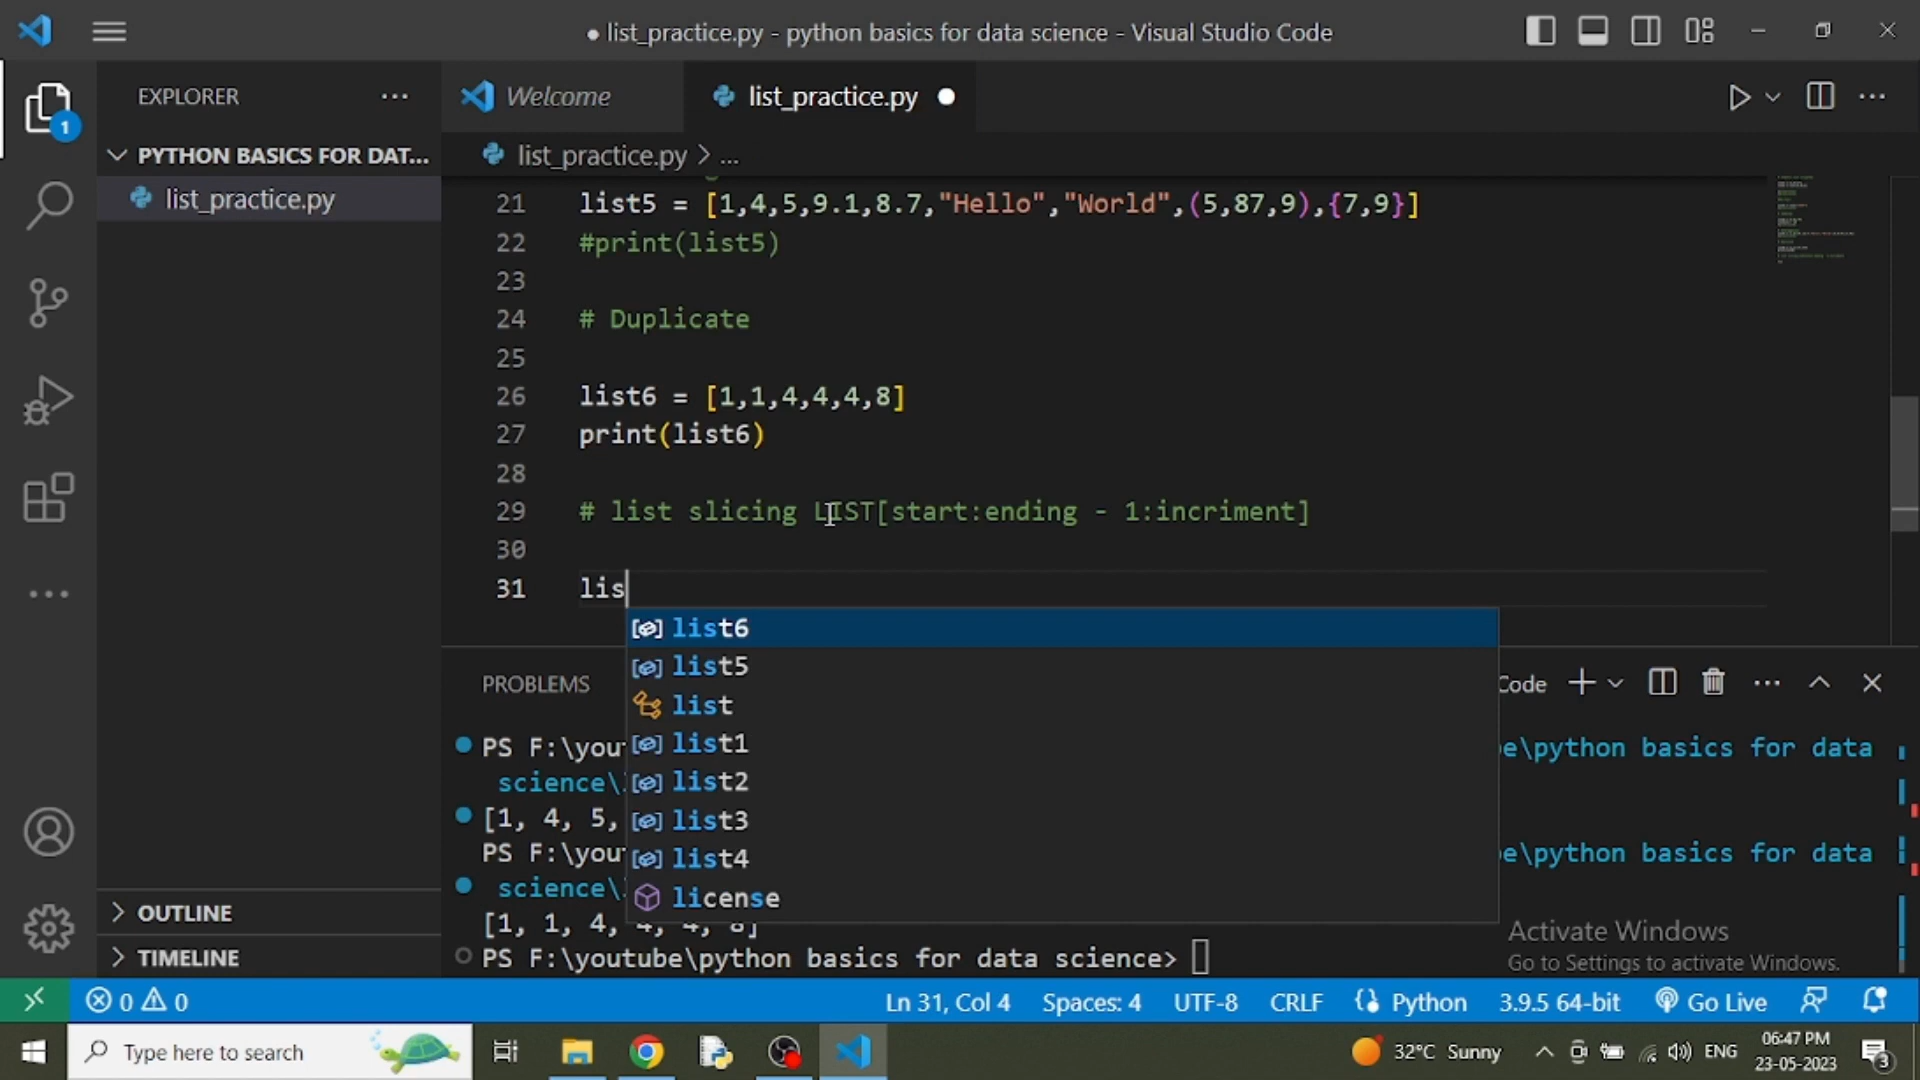 ● list_practice.py - python basics for data science - Visual Studio Code
EXPLORER
Welcome
list_practice.py
PYTHON BASICS FOR DAT...
list_practice.py > ...
list_practice.py
21 list5 = [1,4,5,9.1,8.7,"Hello","World",(5,87,9),{7,9}]
22 #print(list5)
23
24 # Duplicate
25
26 list6 = [1,1,4,4,4,8]
27 print(list6)
28
29 # list slicing LIST[start:ending - 1:incriment]
30
31 lis
list6
list5
list
list1
list2
list3
list4
license
PROBLEMS
Code
PS F:\you
e\python basics for data
science\
[1, 4, 5,
PS F:\you
e\python basics for data
science\
[1, 1, 4, 4, 4, 8]
PS F:\youtube\python basics for data science>
OUTLINE
TIMELINE
Activate Windows
Go to Settings to activate Windows.
1
0 0
Ln 31, Col 4
Spaces: 4
UTF-8
CRLF
Python
3.9.5 64-bit
Go Live
Type here to search
32°C Sunny
ENG
06:47 PM
23-05-2023
3